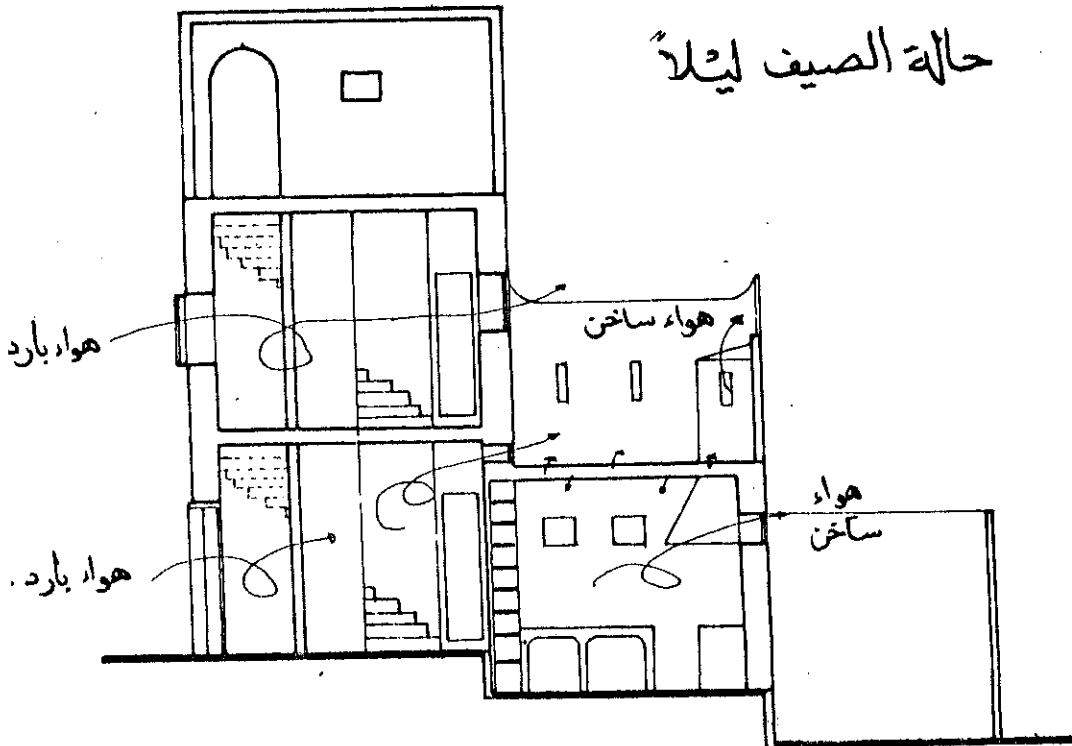 حالة الصيف ليلاً
هواء ساخن
هواء بارد
هواء
ساخن
هواء بارد.